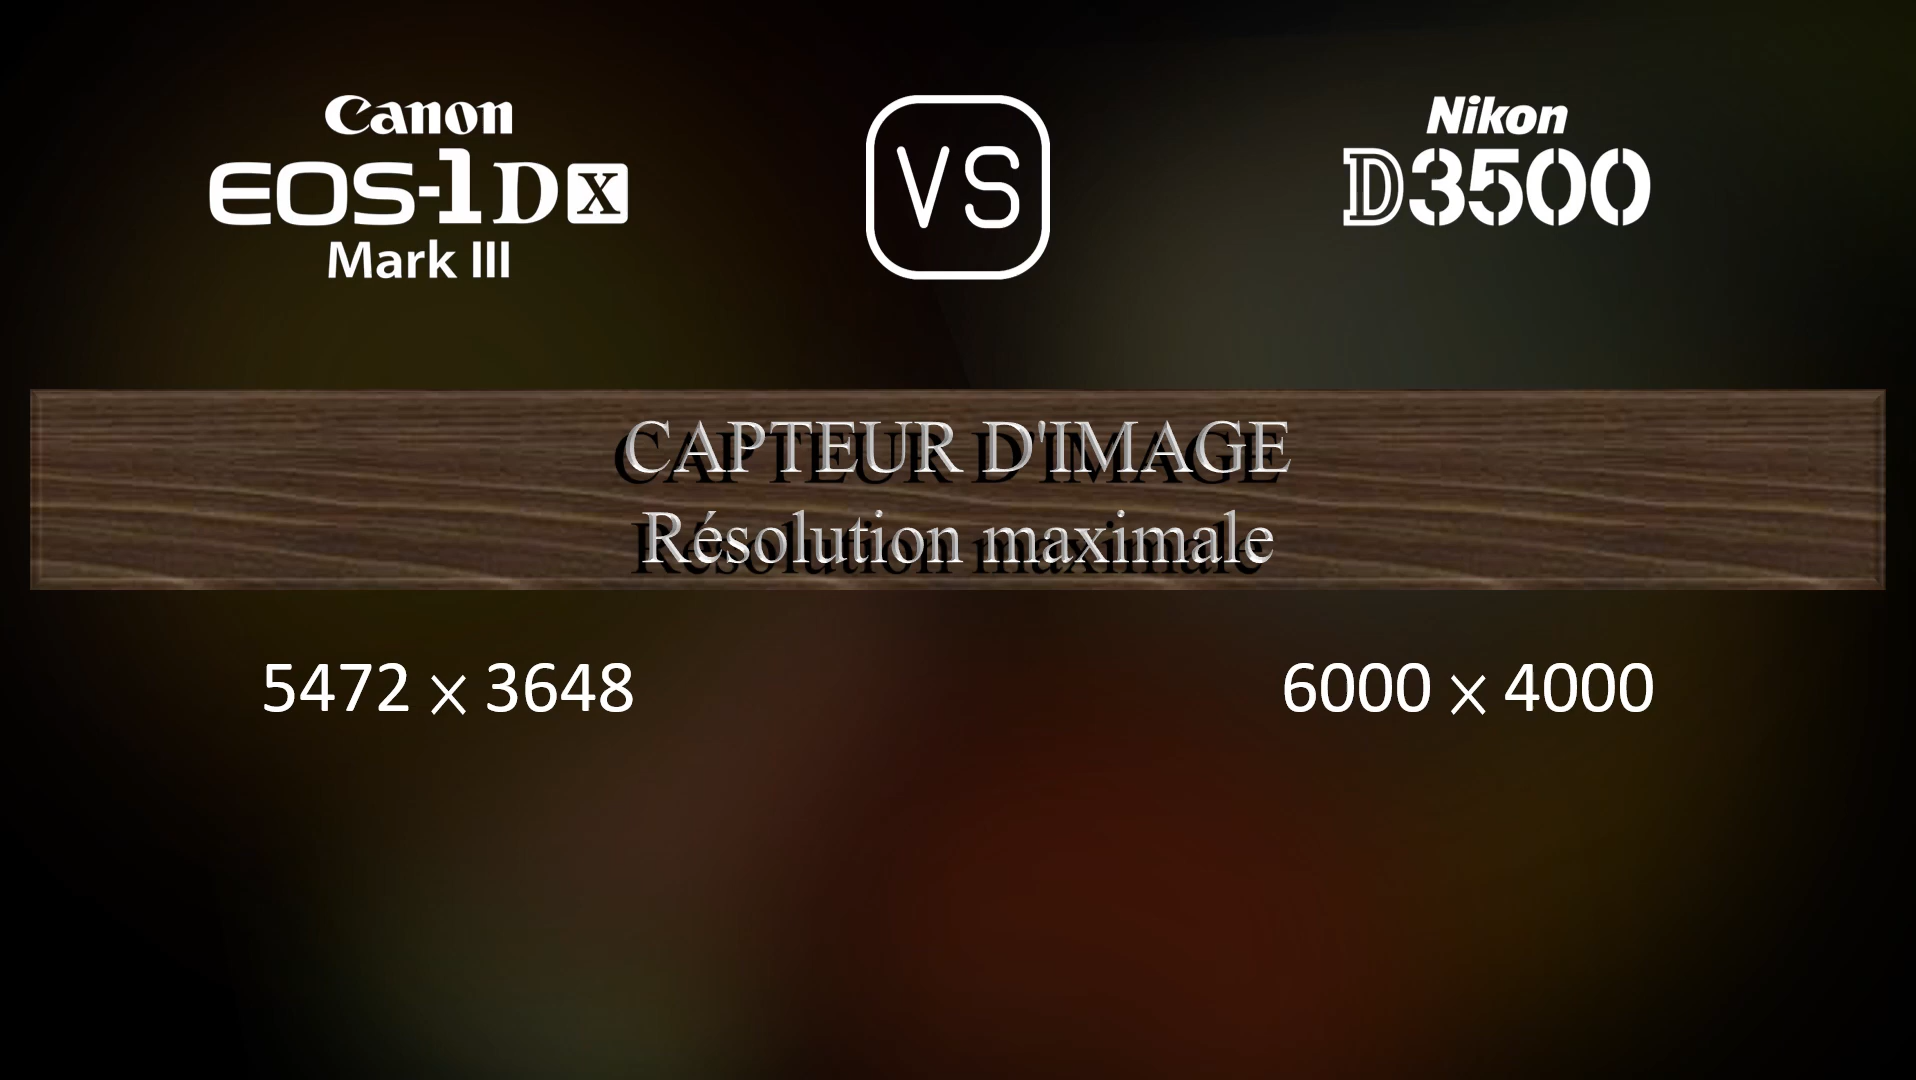 Canon
EOS-1D X
Mark III
VS
Nikon
D3500
CAPTEUR D'IMAGE
Résolution maximale
5472 x 3648
6000 x 4000